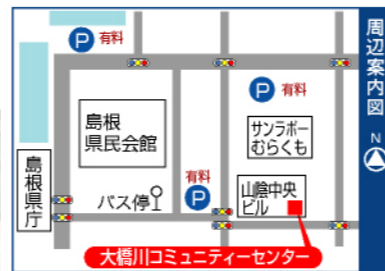 周辺案内図
N
P 有料
P 有料
島根
県民会館
サンラポー
むらくも
島根県庁
バス停
有料
P
山陰中央
ビル
大橋川コミュニティーセンター